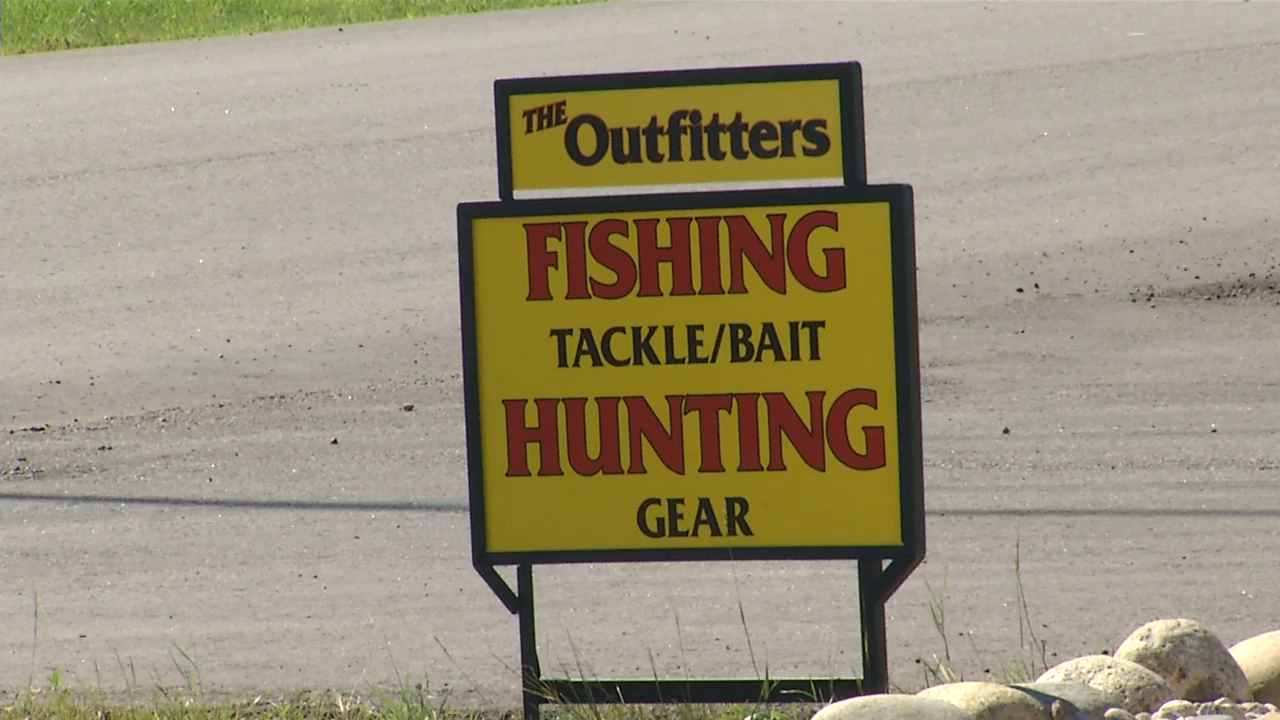 THE Outfitters
FISHING
TACKLE/BAIT
HUNTING
GEAR